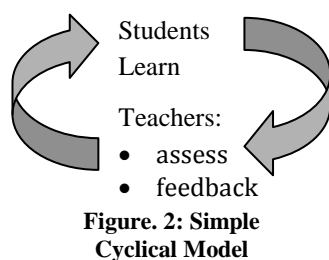 Students
Learn
Teachers:
• assess
• feedback
Figure. 2: Simple
Cyclical Model